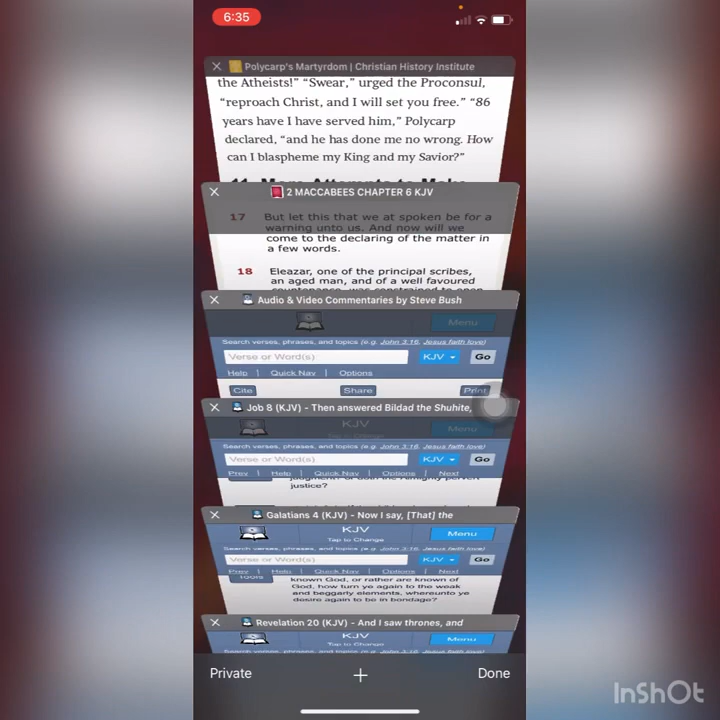 6:35
Polycarp's Martyrdom | Christian History Institute
the Atheists!" "Swear," urged the Proconsul,
"reproach Christ, and I will set you free." "86
years have I have served him," Polycarp
declared, "and he has done me no wrong. How
can I blaspheme my King and my Savior?"
2 MACCABEES CHAPTER 6 KJV
17 But let this that we at spoken be for a
warning unto us. And now will we
come to the declaring of the matter in
a few words.
18 Eleazar, one of the principal scribes,
an aged man, and of a well favoured
Audio & Video Commentaries by Steve Bush
Menu
Search verses, phrases, and topics (e.g. John 3:16, Jesus faith love)
Verse or Word(s) KJV Go
Help | Quick Nav | Options
Cite Share Print
Job 8 (KJV) - Then answered Bildad the Shuhite,
KJV Menu
Tap to Change
Search verses, phrases, and topics (e.g. John 3:16, Jesus faith love)
Verse or Word(s) KJV Go
Prev | Help | Quick Nav | Options | Next
justice?
Galatians 4 (KJV) - Now I say, [That] the
KJV Menu
Tap to Change
Search verses, phrases, and topics (e.g. John 3:16, Jesus faith love)
Verse or Word(s) KJV Go
Prev | Help | Quick Nav | Options | Next
Tools known God, or rather are known of
God, how turn ye again to the weak
and beggarly elements, whereunto ye
desire again to be in bondage?
Revelation 20 (KJV) - And I saw thrones, and
KJV Menu
Tap to Change
Private + Done
InShOt